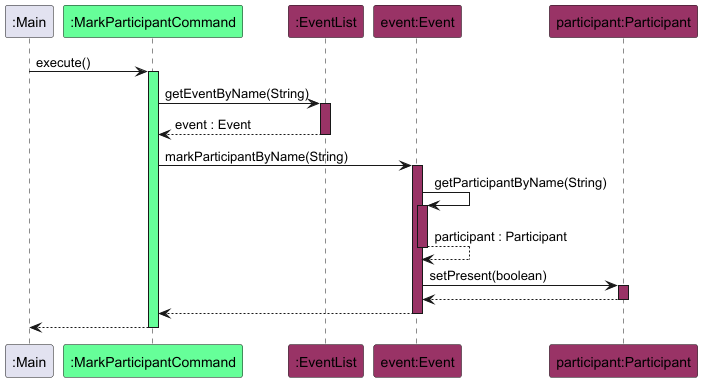 :Main
:MarkParticipantCommand
:EventList
event:Event
participant:Participant
execute()
getEventByName(String)
event : Event
markParticipantByName(String)
getParticipantByName(String)
participant : Participant
setPresent(boolean)
:Main
:MarkParticipantCommand
:EventList
event:Event
participant:Participant